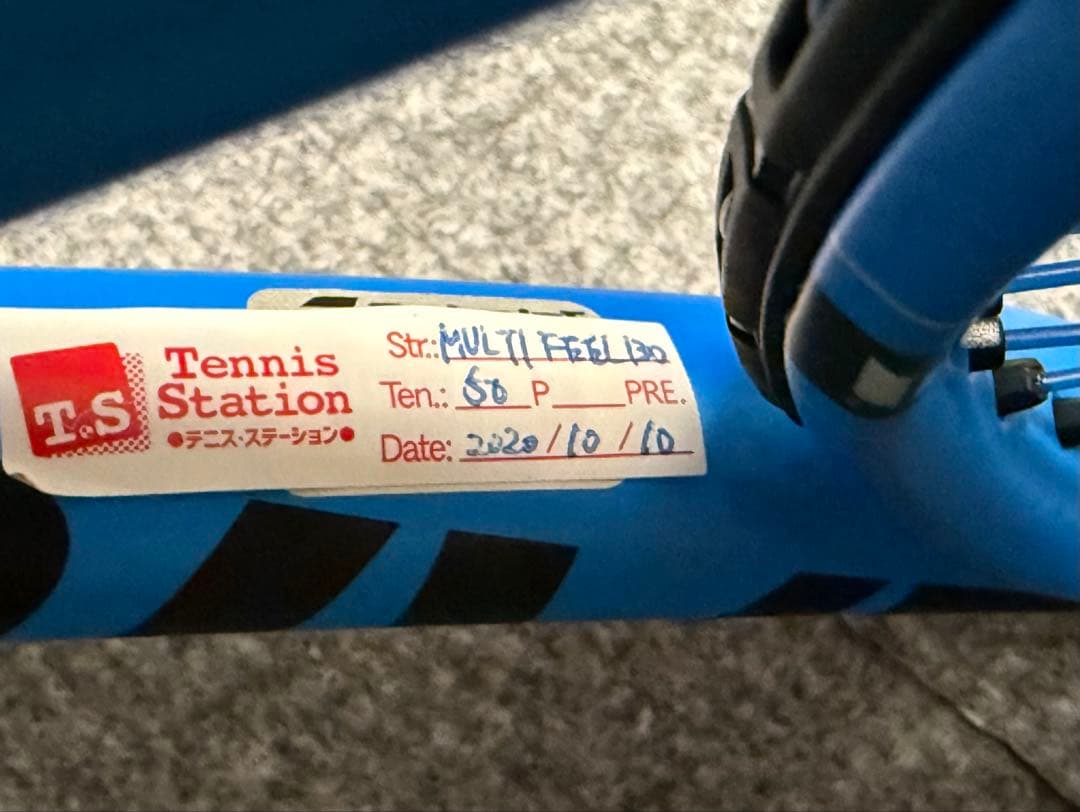 T.S
Tennis
Station
●テニス・ステーション●
Str.: MULTI FEEL 130
Ten.: 50 P PRE.
Date: 2020/10/10